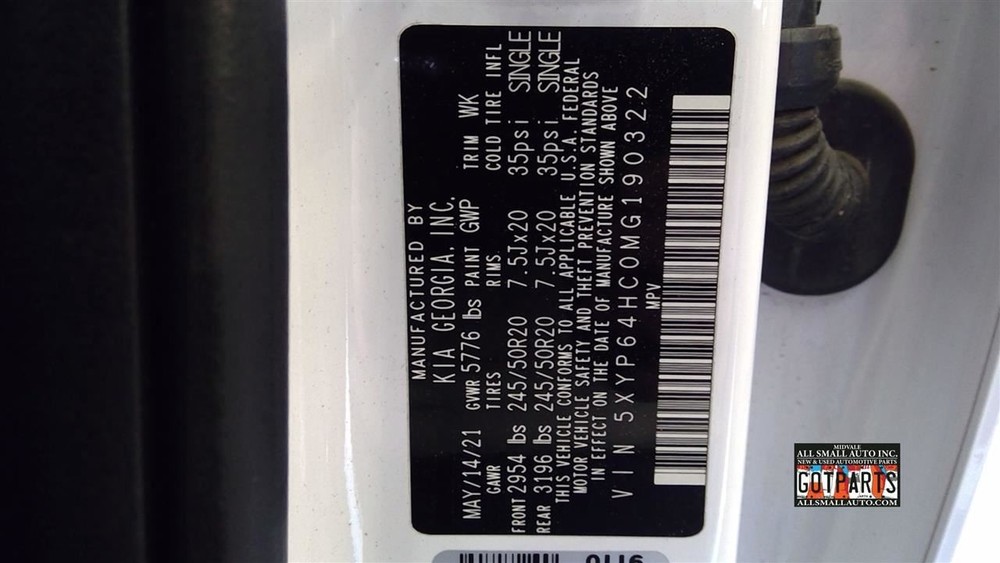 MANUFACTURED BY
KIA GEORGIA, INC.
MAY/14/21 GVWR 5776 lbs PAINT GWP TRIM WK
GAWR TIRES RIMS COLD TIRE INFL
FRONT 2954 lbs 245/50R20 7.5Jx20 35psi SINGLE
REAR 3196 lbs 245/50R20 7.5Jx20 35psi SINGLE
THIS VEHICLE CONFORMS TO ALL APPLICABLE U.S.A. FEDERAL
MOTOR VEHICLE SAFETY AND THEFT PREVENTION STANDARDS
IN EFFECT ON THE DATE OF MANUFACTURE SHOWN ABOVE
VIN 5XYP64HC0MG190322
MPV
MIDVALE
ALL SMALL AUTO INC.
NEW & USED AUTOMOTIVE PARTS
GOTPARTS
ALLSMALLAUTO.COM